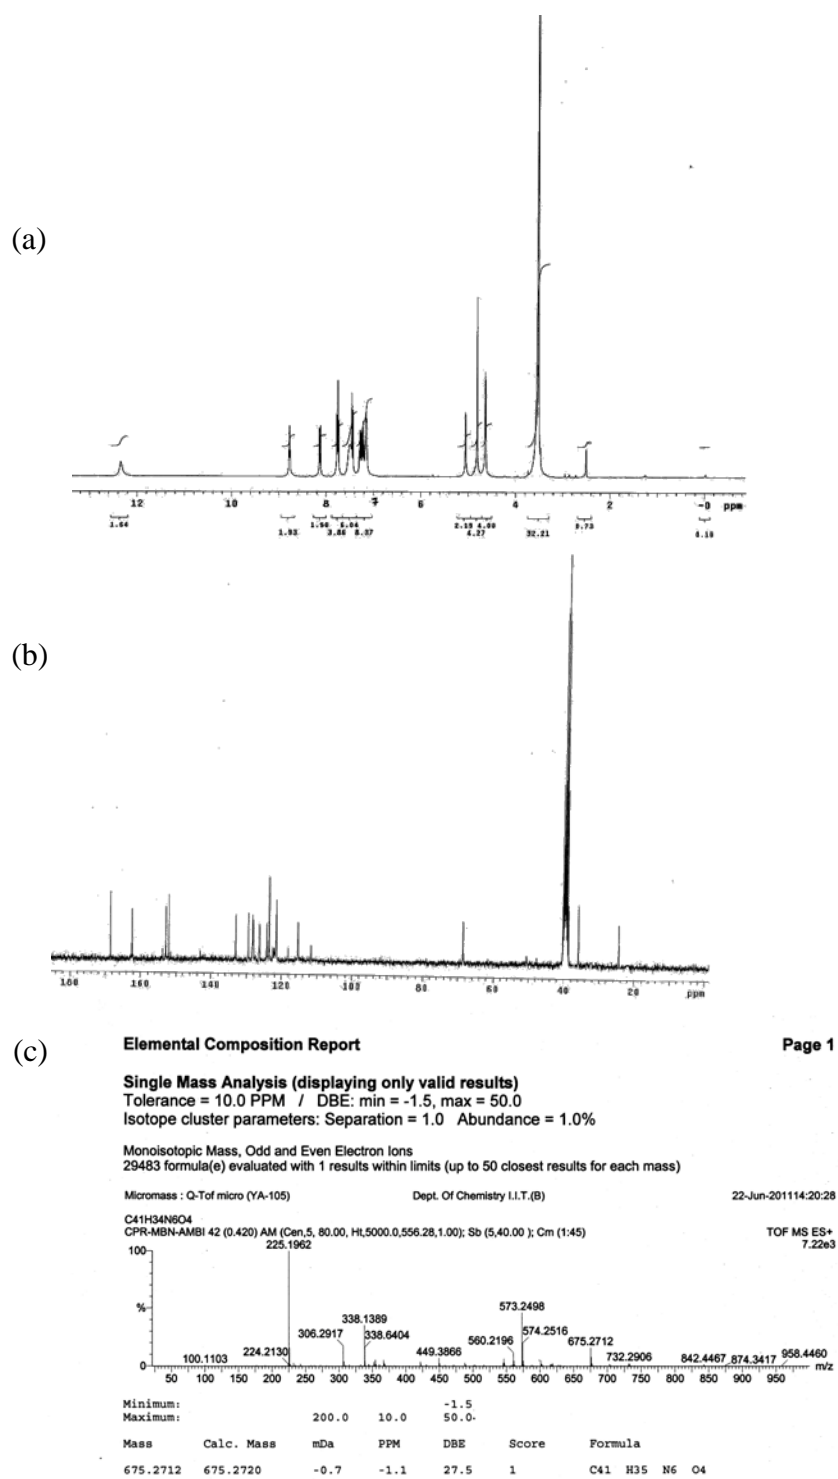 (a)
12 10 8 7 6 4 2 -0 ppm
1.64 1.93 1.90 3.86 6.04 8.07 2.19 4.27 4.00 32.21 0.73 0.10
(b)
180 160 140 120 100 80 60 40 20 ppm
(c)
Elemental Composition Report Page 1
Single Mass Analysis (displaying only valid results)
Tolerance = 10.0 PPM / DBE: min = -1.5, max = 50.0
Isotope cluster parameters: Separation = 1.0 Abundance = 1.0%
Monoisotopic Mass, Odd and Even Electron Ions
29483 formula(e) evaluated with 1 results within limits (up to 50 closest results for each mass)
Micromass : Q-Tof micro (YA-105) Dept. Of Chemistry I.I.T.(B) 22-Jun-201114:20:28
C41H34N6O4
CPR-MBN-AMBI 42 (0.420) AM (Cen,5, 80.00, Ht,5000.0,556.28,1.00); Sb (5,40.00 ); Cm (1:45) TOF MS ES+
7.22e3
100 225.1962
% 573.2498
338.1389
306.2917 338.6404 574.2516
560.2196 675.2712
100.1103 224.2130 449.3866 732.2906 842.4467 874.3417 958.4460
0 m/z
50 100 150 200 250 300 350 400 450 500 550 600 650 700 750 800 850 900 950
Minimum: -1.5
Maximum: 200.0 10.0 50.0
Mass Calc. Mass mDa PPM DBE Score Formula
675.2712 675.2720 -0.7 -1.1 27.5 1 C41 H35 N6 O4